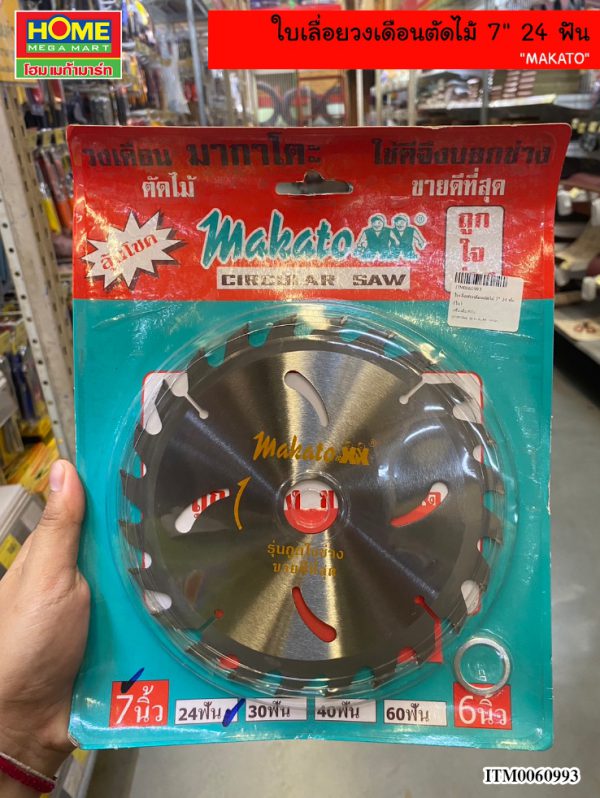 HOME
MEGA MART
โฮม เมก้ามาร์ท
ใบเลื่อยวงเดือนตัดไม้ 7" 24 ฟัน
"MAKATO"
วงเดือน มากาโตะ ใช้ดีจึงบอกช่าง
ตัดไม้ ขายดีที่สุด
ลุ้นโชค
makato ®
CIRCULAR SAW
ถูก
ใจ
ITM0060993
makato ®
รุ่นถูกใจช่าง
ขายดีที่สุด
7นิ้ว 24ฟัน 30ฟัน 40ฟัน 60ฟัน 6นิ้ว
ITM0060993